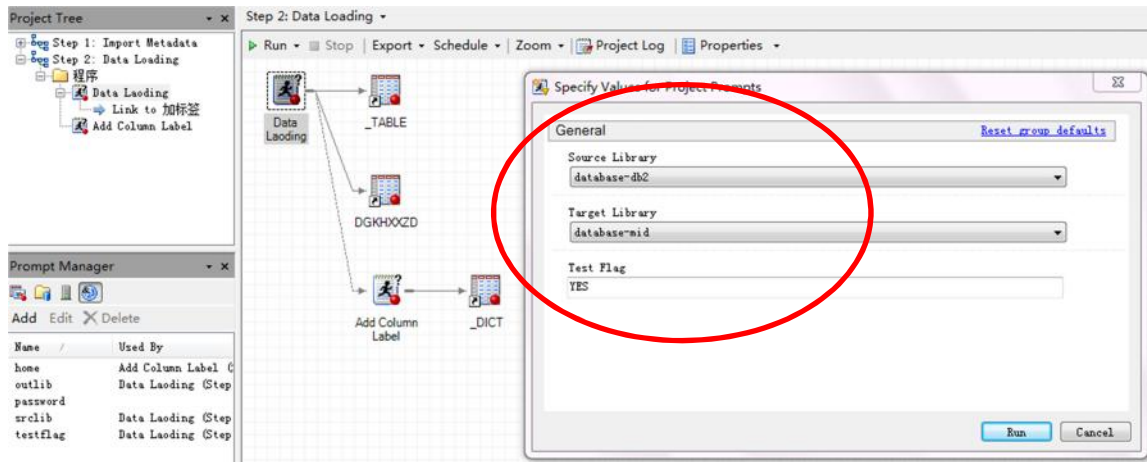 Project Tree
Step 1: Import Metadata
Step 2: Data Loading
程序
Data Laoding
Link to 加标签
Add Column Label
Prompt Manager
Add Edit Delete
Name / Used By
home Add Column Label (
outlib Data Laoding (Step
password
srclib Data Laoding (Step
testflag Data Laoding (Step
Step 2: Data Loading
Run Stop Export Schedule Zoom Project Log Properties
Data
Laoding
_TABLE
DGKHXXZD
Add Column
Label
_DICT
Specify Values for Project Prompts
General Reset group defaults
Source Library
database-db2
Target Library
database-mid
Test Flag
YES
Run Cancel